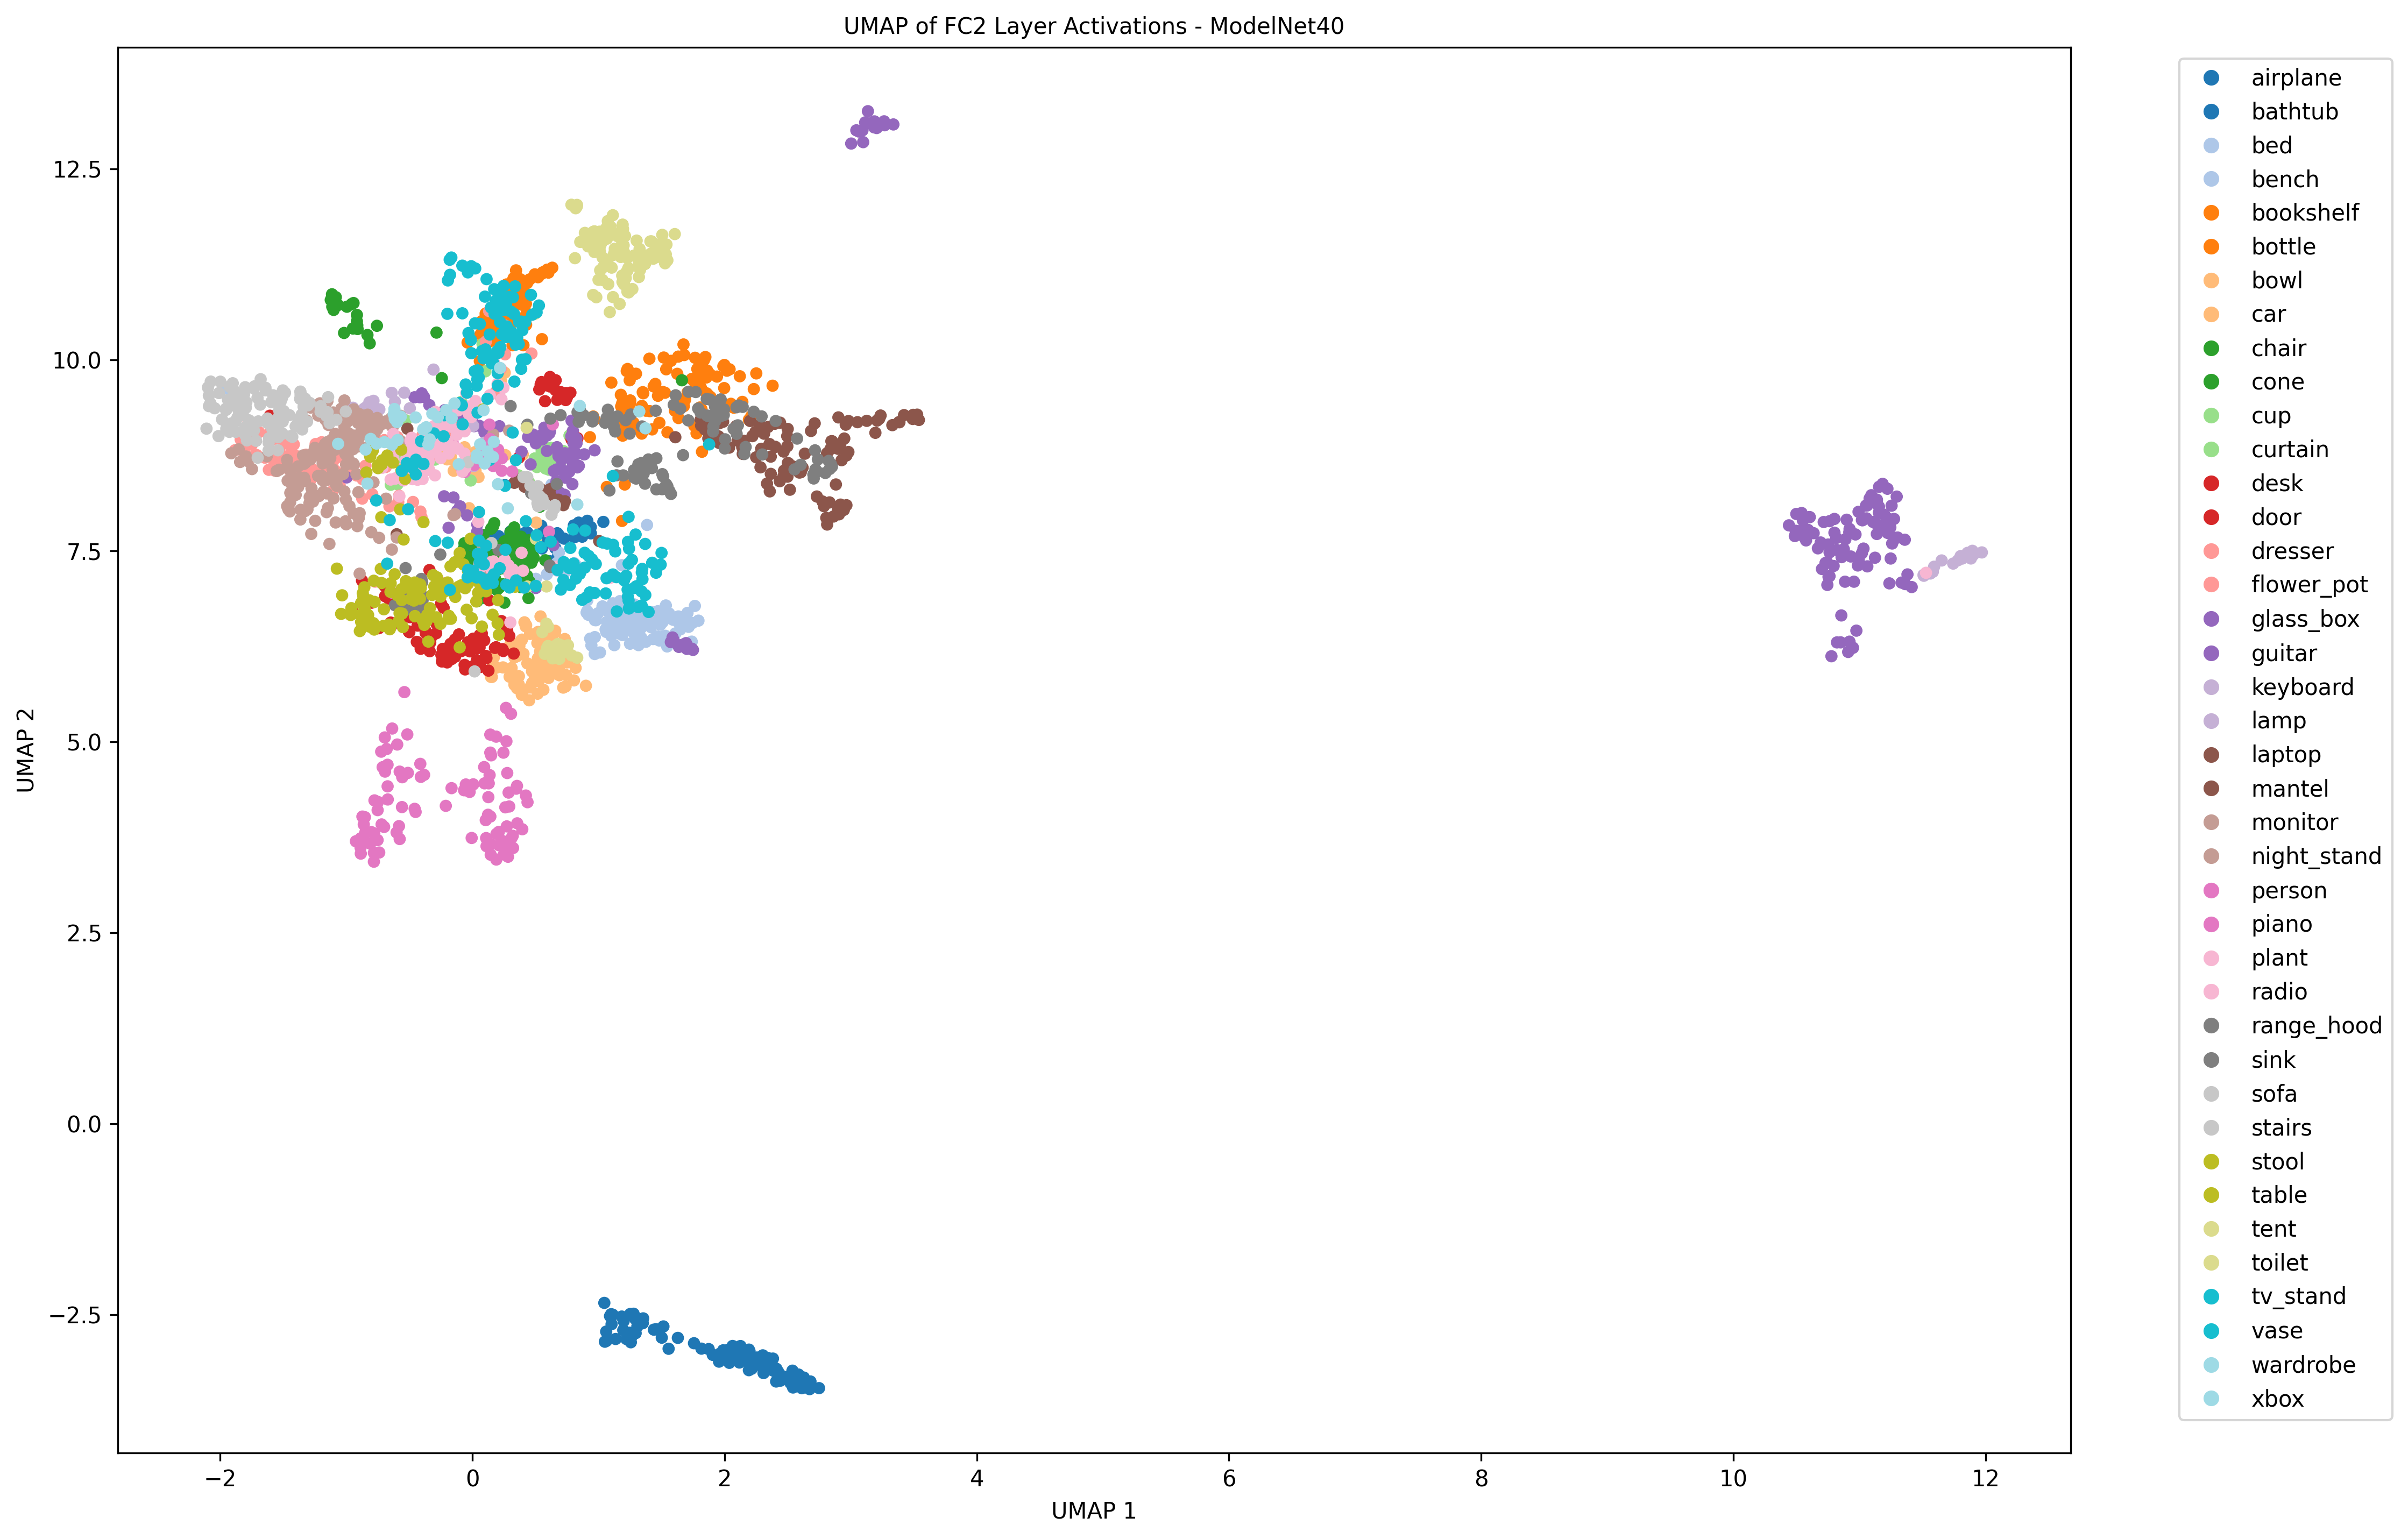 UMAP of FC2 Layer Activations - ModelNet40
12.5
10.0
7.5
5.0
2.5
0.0
−2.5
UMAP 2
−2
0
2
4
6
8
10
12
UMAP 1
airplane
bathtub
bed
bench
bookshelf
bottle
bowl
car
chair
cone
cup
curtain
desk
door
dresser
flower_pot
glass_box
guitar
keyboard
lamp
laptop
mantel
monitor
night_stand
person
piano
plant
radio
range_hood
sink
sofa
stairs
stool
table
tent
toilet
tv_stand
vase
wardrobe
xbox